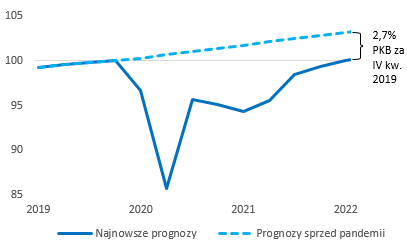 105
100
95
90
85
2,7%
PKB za
IV kw.
2019
2019
2020
2021
2022
Najnowsze prognozy
Prognozy sprzed pandemii